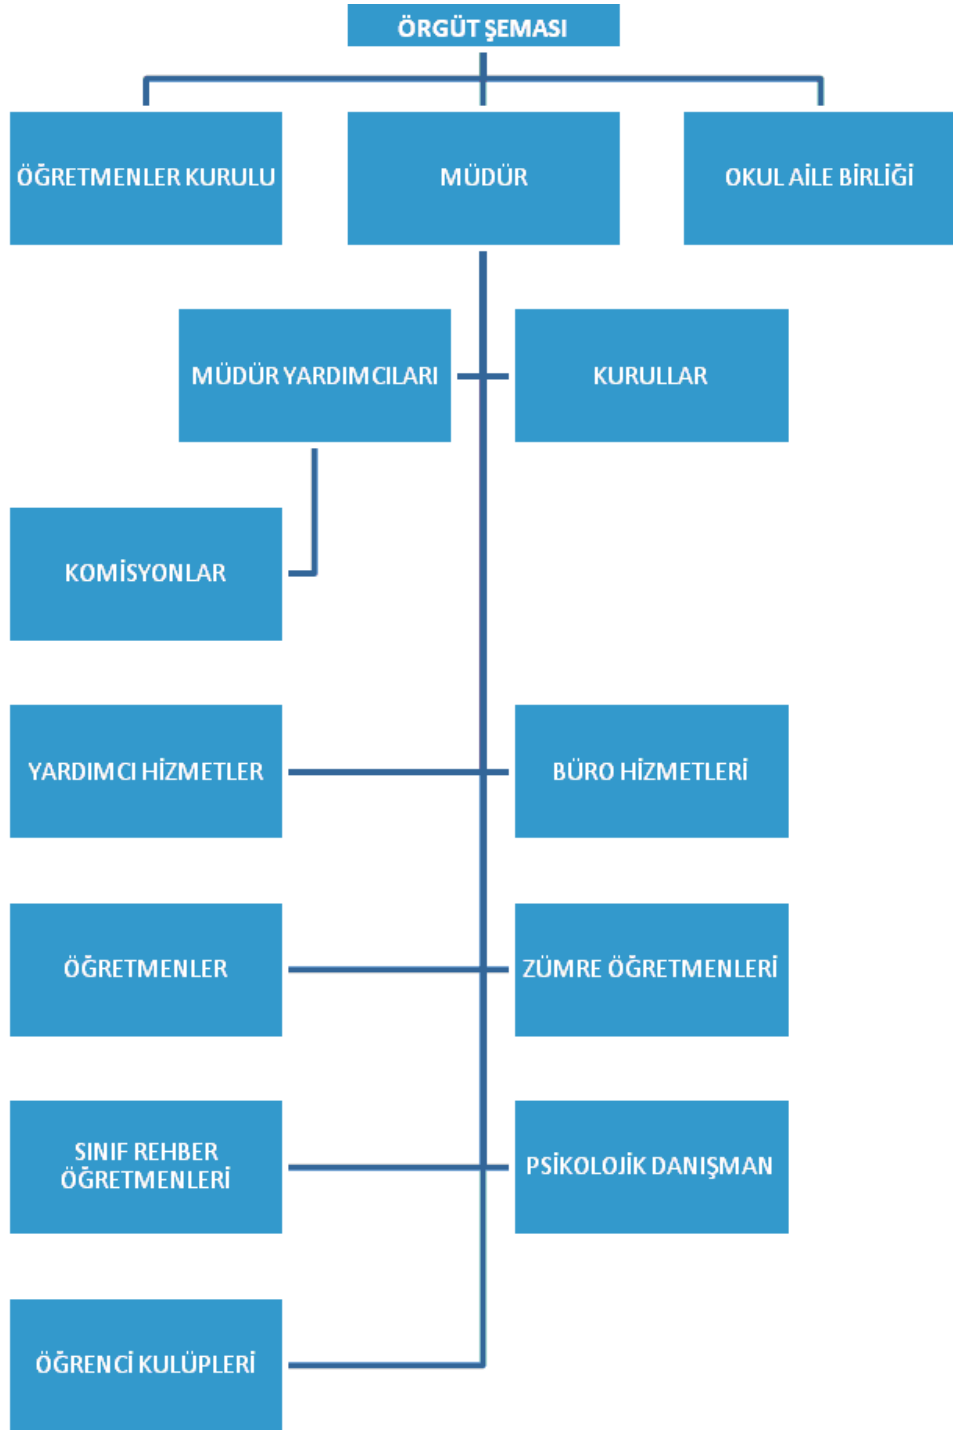 ÖRGÜT ŞEMASI
ÖĞRETMENLER KURULU
MÜDÜR
OKUL AİLE BİRLİĞİ
MÜDÜR YARDIMCILARI
KURULLAR
KOMİSYONLAR
YARDIMCI HİZMETLER
BÜRO HİZMETLERİ
ÖĞRETMENLER
ZÜMRE ÖĞRETMENLERİ
SINIF REHBER
ÖĞRETMENLERİ
PSİKOLOJİK DANIŞMAN
ÖĞRENCİ KULÜPLERİ